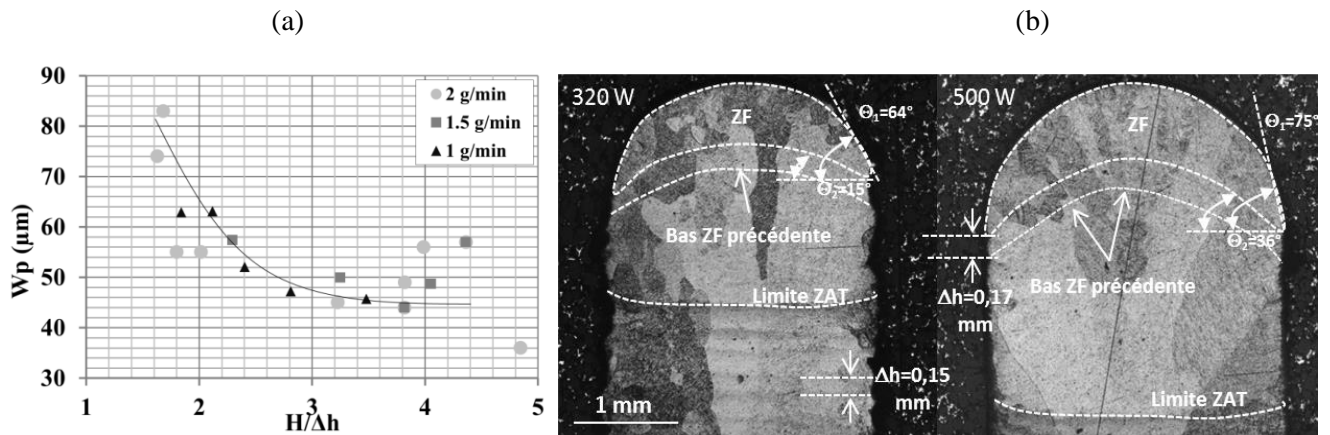 (a)
(b)
90
80
70
60
50
40
30
Wp (µm)
1
2
3
4
5
H/Δh
2 g/min
1.5 g/min
1 g/min
320 W
ZF
Θ₁=64°
Θ₂=15°
Bas ZF précédente
Limite ZAT
Δh=0,15
mm
1 mm
500 W
ZF
Θ₁=75°
Θ₂=36°
Bas ZF précédente
Δh=0,17
mm
Limite ZAT